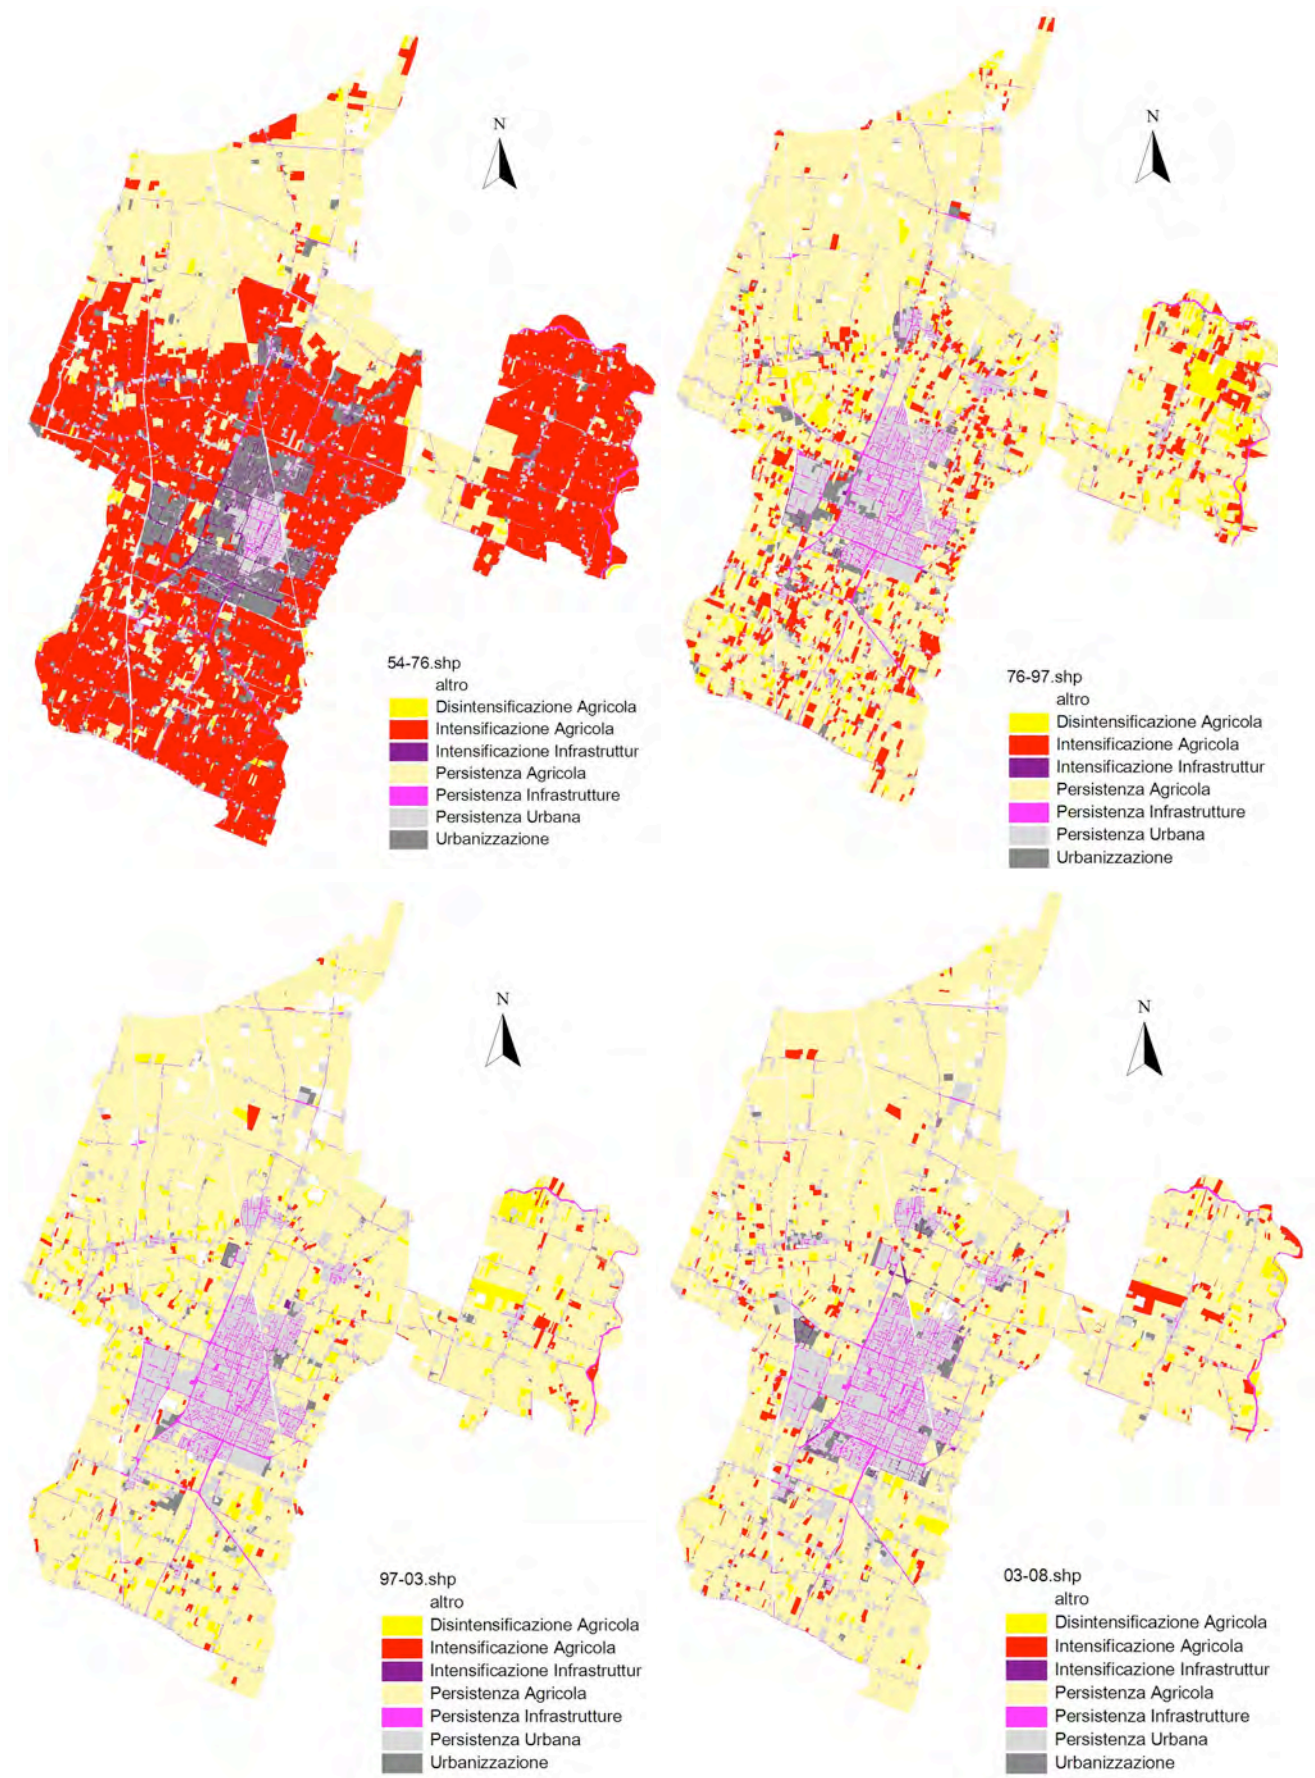 N
54-76.shp
altro
Disintensificazione Agricola
Intensificazione Agricola
Intensificazione Infrastruttur
Persistenza Agricola
Persistenza Infrastrutture
Persistenza Urbana
Urbanizzazione
N
76-97.shp
altro
Disintensificazione Agricola
Intensificazione Agricola
Intensificazione Infrastruttur
Persistenza Agricola
Persistenza Infrastrutture
Persistenza Urbana
Urbanizzazione
N
97-03.shp
altro
Disintensificazione Agricola
Intensificazione Agricola
Intensificazione Infrastruttur
Persistenza Agricola
Persistenza Infrastrutture
Persistenza Urbana
Urbanizzazione
N
03-08.shp
altro
Disintensificazione Agricola
Intensificazione Agricola
Intensificazione Infrastruttur
Persistenza Agricola
Persistenza Infrastrutture
Persistenza Urbana
Urbanizzazione